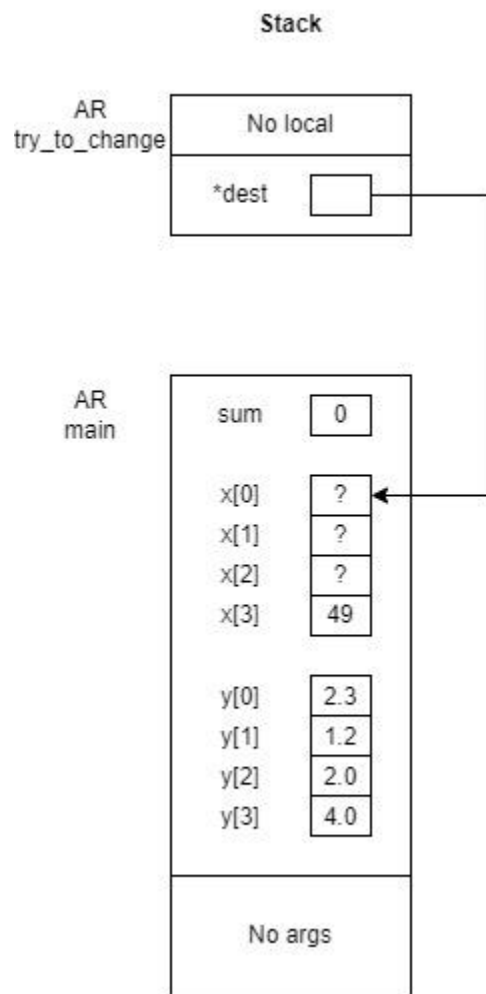 Stack
AR
try_to_change
No local
*dest
AR
main
sum 0
x[0] ?
x[1] ?
x[2] ?
x[3] 49
y[0] 2.3
y[1] 1.2
y[2] 2.0
y[3] 4.0
No args